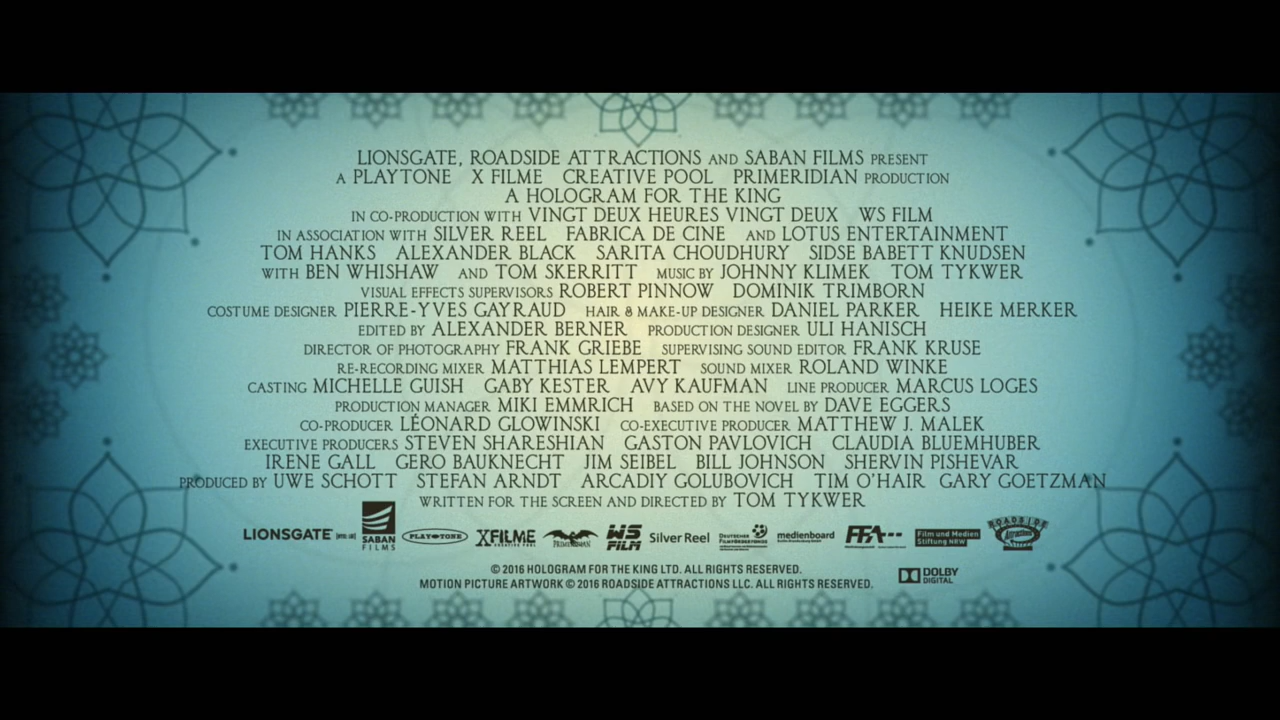 LIONSGATE, ROADSIDE ATTRACTIONS AND SABAN FILMS PRESENT
A PLAYTONE X FILME CREATIVE POOL PRIMERIDIAN PRODUCTION
A HOLOGRAM FOR THE KING
IN CO-PRODUCTION WITH VINGT DEUX HEURES VINGT DEUX WS FILM
IN ASSOCIATION WITH SILVER REEL FABRICA DE CINE AND LOTUS ENTERTAINMENT
TOM HANKS ALEXANDER BLACK SARITA CHOUDHURY SIDSE BABETT KNUDSEN
WITH BEN WHISHAW AND TOM SKERRITT MUSIC BY JOHNNY KLIMEK TOM TYKWER
VISUAL EFFECTS SUPERVISORS ROBERT PINNOW DOMINIK TRIMBORN
COSTUME DESIGNER PIERRE-YVES GAYRAUD HAIR & MAKE-UP DESIGNER DANIEL PARKER HEIKE MERKER
EDITED BY ALEXANDER BERNER PRODUCTION DESIGNER ULI HANISCH
DIRECTOR OF PHOTOGRAPHY FRANK GRIEBE SUPERVISING SOUND EDITOR FRANK KRUSE
RE-RECORDING MIXER MATTHIAS LEMPERT SOUND MIXER ROLAND WINKE
CASTING MICHELLE GUISH GABY KESTER AVY KAUFMAN LINE PRODUCER MARCUS LOGES
PRODUCTION MANAGER MIKI EMMRICH BASED ON THE NOVEL BY DAVE EGGERS
CO-PRODUCER LÉONARD GLOWINSKI CO-EXECUTIVE PRODUCER MATTHEW J. MALEK
EXECUTIVE PRODUCERS STEVEN SHARESHIAN GASTON PAVLOVICH CLAUDIA BLUEMHUBER
IRENE GALL GERO BAUKNECHT JIM SEIBEL BILL JOHNSON SHERVIN PISHEVAR
PRODUCED BY UWE SCHOTT STEFAN ARNDT ARCADIY GOLUBOVICH TIM O'HAIR GARY GOETZMAN
WRITTEN FOR THE SCREEN AND DIRECTED BY TOM TYKWER
LIONSGATE SABAN FILMS PLAY-TONE XFILME CREATIVE POOL PRIMERIDIAN WS FILM Silver Reel DEUTSCHER FILMFÖRDERFONDS medienboard FFA Film und Medien Stiftung NRW ROADSIDE Attractions
© 2016 HOLOGRAM FOR THE KING LTD. ALL RIGHTS RESERVED.
MOTION PICTURE ARTWORK © 2016 ROADSIDE ATTRACTIONS LLC. ALL RIGHTS RESERVED.
DOLBY DIGITAL